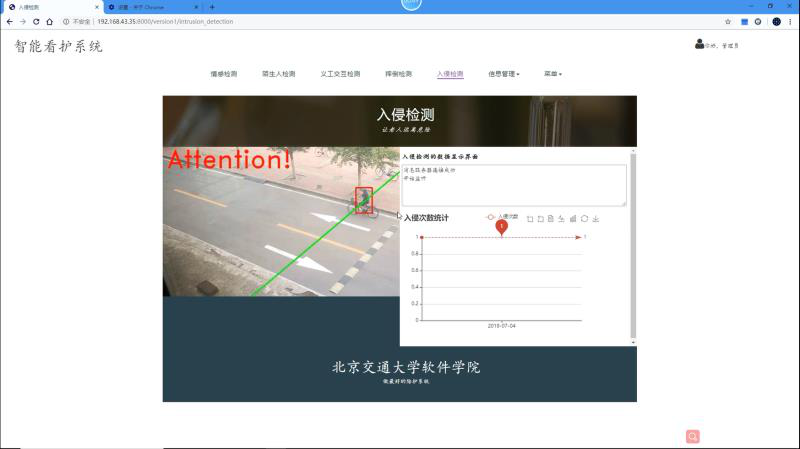 入侵检测
设置 - 关于 Chrome
不安全 | 192.168.43.35:8000/version1/intrusion_detection
智能看护系统
你好，管理员
情感检测 陌生人检测 义工交互检测 摔倒检测 入侵检测 信息管理 菜单
入侵检测
让老人远离危险
Attention!
入侵检测的数据显示界面
消息服务器连接成功
开始监听
入侵次数统计
入侵次数
1
1
1
0.8
0.6
0.4
0.2
0
2018-07-04
北京交通大学软件学院
做最好的陪护系统